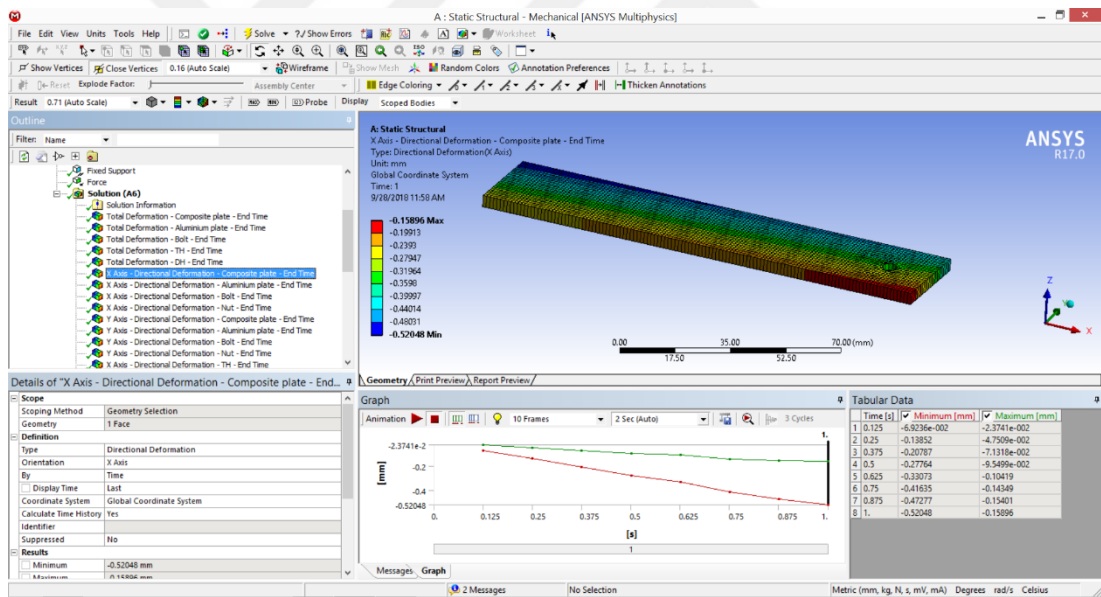 A : Static Structural - Mechanical [ANSYS Multiphysics]
File Edit View Units Tools Help Solve ?/ Show Errors Worksheet
Show Vertices Close Vertices 0.16 (Auto Scale) Wireframe Show Mesh Random Colors Annotation Preferences
Reset Explode Factor: Assembly Center Edge Coloring Thicken Annotations
Result 0.71 (Auto Scale) Probe Display Scoped Bodies
Outline
Filter: Name
Fixed Support
Force
Solution (A6)
Solution Information
Total Deformation - Composite plate - End Time
Total Deformation - Aluminium plate - End Time
Total Deformation - Bolt - End Time
Total Deformation - TH - End Time
Total Deformation - DH - End Time
X Axis - Directional Deformation - Composite plate - End Time
X Axis - Directional Deformation - Aluminium plate - End Time
X Axis - Directional Deformation - Bolt - End Time
X Axis - Directional Deformation - Nut - End Time
Y Axis - Directional Deformation - Composite plate - End Time
Y Axis - Directional Deformation - Aluminium plate - End Time
Y Axis - Directional Deformation - Bolt - End Time
Y Axis - Directional Deformation - Nut - End Time
X Axis - Directional Deformation - TH - End Time
A: Static Structural
X Axis - Directional Deformation - Composite plate - End Time
Type: Directional Deformation(X Axis)
Unit: mm
Global Coordinate System
Time: 1
9/28/2018 11:58 AM
-0.15896 Max
-0.19913
-0.2393
-0.27947
-0.31964
-0.3598
-0.39997
-0.44014
-0.48031
-0.52048 Min
ANSYS
R17.0
Z
X
0.00 35.00 70.00 (mm)
17.50 52.50
Geometry Print Preview Report Preview
Details of "X Axis - Directional Deformation - Composite plate - End...
Scope
Scoping Method Geometry Selection
Geometry 1 Face
Definition
Type Directional Deformation
Orientation X Axis
By Time
Display Time Last
Coordinate System Global Coordinate System
Calculate Time History Yes
Identifier
Suppressed No
Results
Minimum -0.52048 mm
Maximum -0.15896 mm
Graph
Animation 10 Frames 2 Sec (Auto) 3 Cycles
1.
-2.3741e-2
-0.2
-0.4
-0.52048
[mm]
0. 0.125 0.25 0.375 0.5 0.625 0.75 0.875 1.
[s]
1
Messages Graph
Tabular Data
Time [s] Minimum [mm] Maximum [mm]
1 0.125 -6.9236e-002 -2.3741e-002
2 0.25 -0.13852 -4.7509e-002
3 0.375 -0.20787 -7.1318e-002
4 0.5 -0.27764 -9.5499e-002
5 0.625 -0.33073 -0.10419
6 0.75 -0.41635 -0.14349
7 0.875 -0.47277 -0.15401
8 1. -0.52048 -0.15896
2 Messages No Selection Metric (mm, kg, N, s, mV, mA) Degrees rad/s Celsius